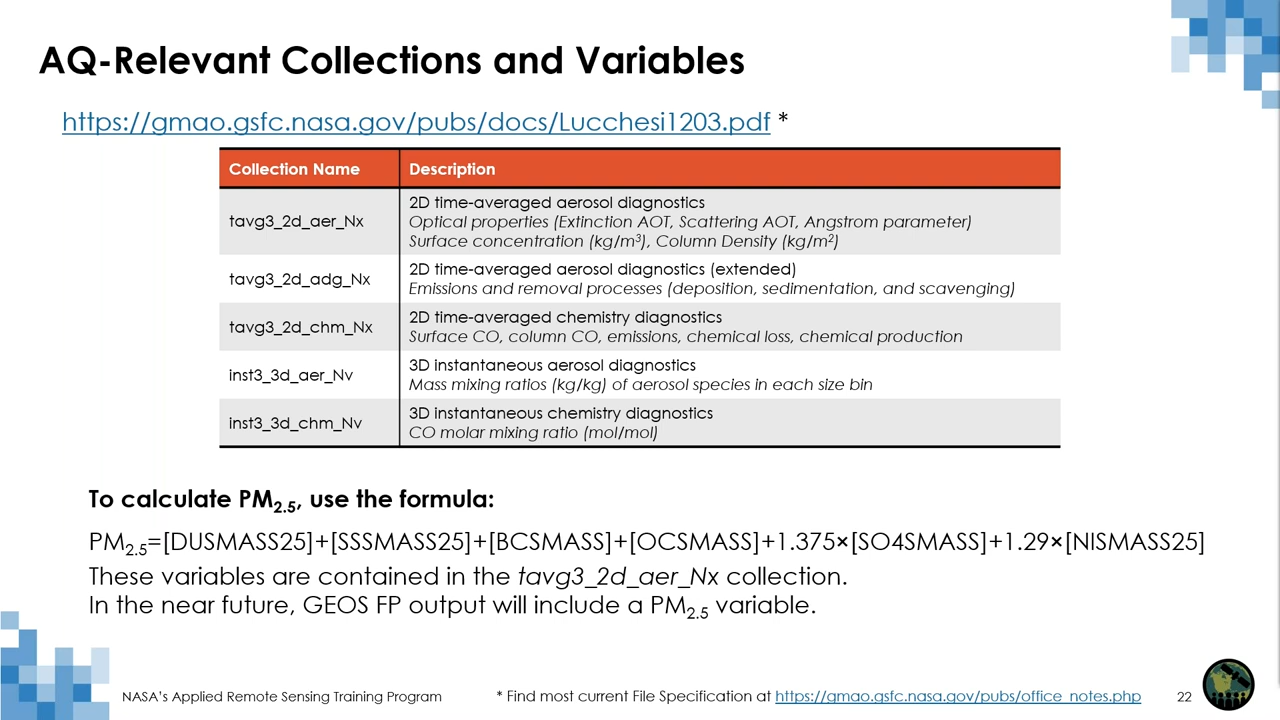 AQ-Relevant Collections and Variables
https://gmao.gsfc.nasa.gov/pubs/docs/Lucchesi1203.pdf *
Collection Name
Description
tavg3_2d_aer_Nx
2D time-averaged aerosol diagnostics
Optical properties (Extinction AOT, Scattering AOT, Angstrom parameter)
Surface concentration (kg/m³), Column Density (kg/m²)
tavg3_2d_adg_Nx
2D time-averaged aerosol diagnostics (extended)
Emissions and removal processes (deposition, sedimentation, and scavenging)
tavg3_2d_chm_Nx
2D time-averaged chemistry diagnostics
Surface CO, column CO, emissions, chemical loss, chemical production
inst3_3d_aer_Nv
3D instantaneous aerosol diagnostics
Mass mixing ratios (kg/kg) of aerosol species in each size bin
inst3_3d_chm_Nv
3D instantaneous chemistry diagnostics
CO molar mixing ratio (mol/mol)
To calculate PM₂.₅, use the formula:
PM₂.₅=[DUSMASS25]+[SSSMASS25]+[BCSMASS]+[OCSMASS]+1.375×[SO4SMASS]+1.29×[NISMASS25]
These variables are contained in the tavg3_2d_aer_Nx collection.
In the near future, GEOS FP output will include a PM₂.₅ variable.
NASA's Applied Remote Sensing Training Program
* Find most current File Specification at https://gmao.gsfc.nasa.gov/pubs/office_notes.php
22